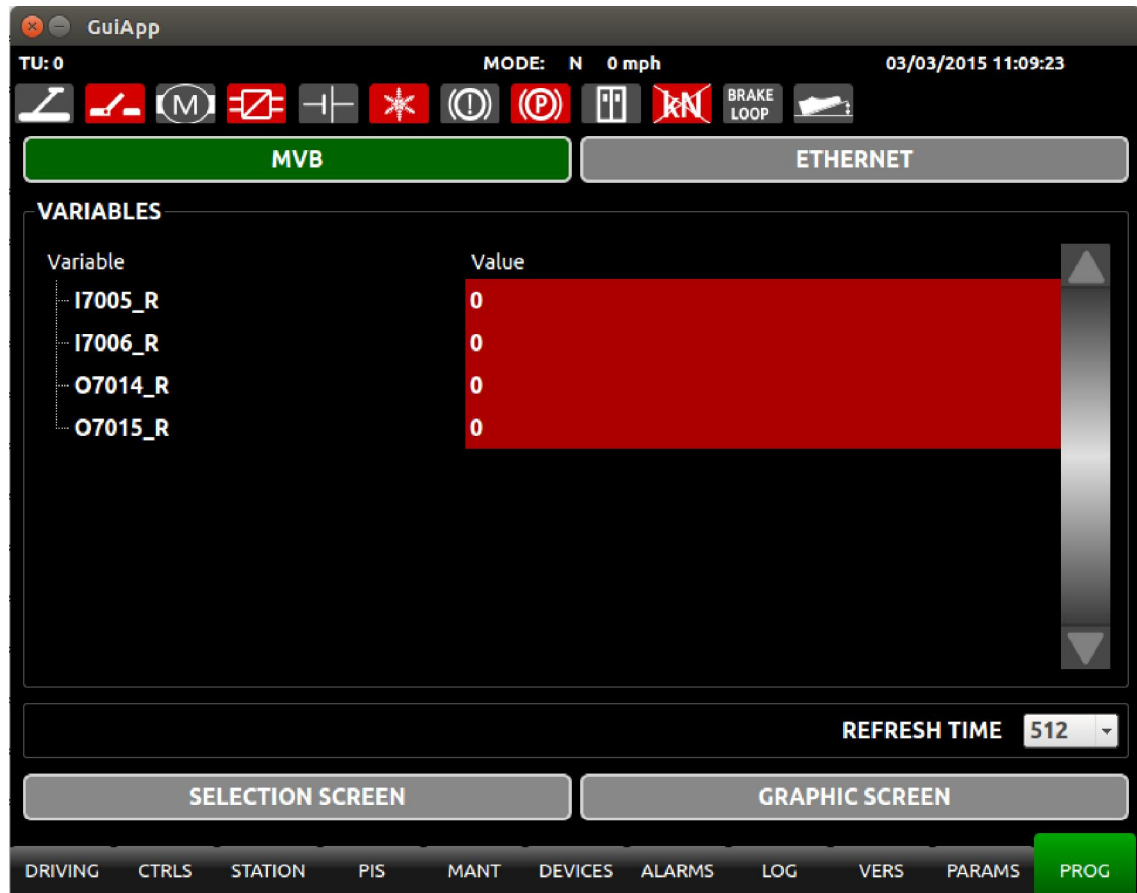 GuiApp
TU: 0 MODE: N 0 mph 03/03/2015 11:09:23
M (!) (P) kN BRAKE LOOP
MVB ETHERNET
VARIABLES
Variable Value
I7005_R 0
I7006_R 0
O7014_R 0
O7015_R 0
REFRESH TIME 512
SELECTION SCREEN GRAPHIC SCREEN
DRIVING CTRLS STATION PIS MANT DEVICES ALARMS LOG VERS PARAMS PROG